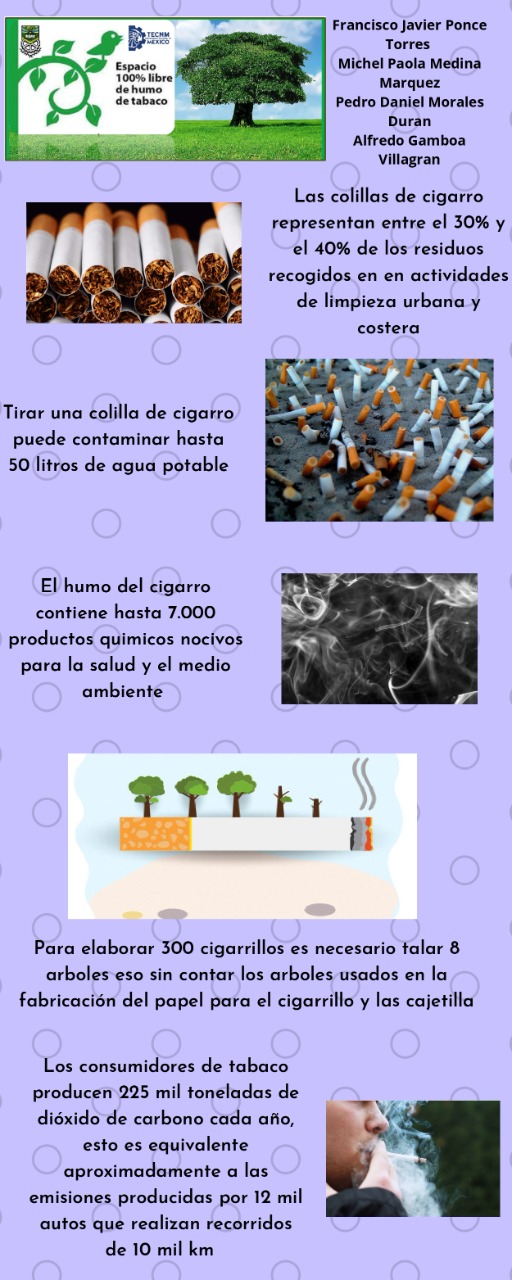 TECNM
MÉXICO
Espacio
100% libre
de humo
de tabaco
Francisco Javier Ponce
Torres
Michel Paola Medina
Marquez
Pedro Daniel Morales
Duran
Alfredo Gamboa
Villagran
Las colillas de cigarro
representan entre el 30% y
el 40% de los residuos
recogidos en en actividades
de limpieza urbana y
costera
Tirar una colilla de cigarro
puede contaminar hasta
50 litros de agua potable
El humo del cigarro
contiene hasta 7.000
productos quimicos nocivos
para la salud y el medio
ambiente
Para elaborar 300 cigarrillos es necesario talar 8
arboles eso sin contar los arboles usados en la
fabricación del papel para el cigarrillo y las cajetilla
Los consumidores de tabaco
producen 225 mil toneladas de
dióxido de carbono cada año,
esto es equivalente
aproximadamente a las
emisiones producidas por 12 mil
autos que realizan recorridos
de 10 mil km